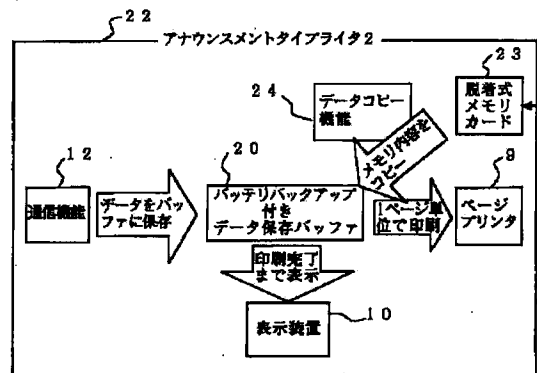 ２２
アナウンスメントタイプライタ２
２３
脱着式
メモリ
カード
２４
データコピー
機能
メモリ内容を
コピー
１２
通信機能
データをバッ
ファに保存
２０
バッテリバックアップ
付き
データ保存バッファ
１ページ単
位で印刷
９
ページ
プリンタ
印刷完了
まで表示
表示装置
１０